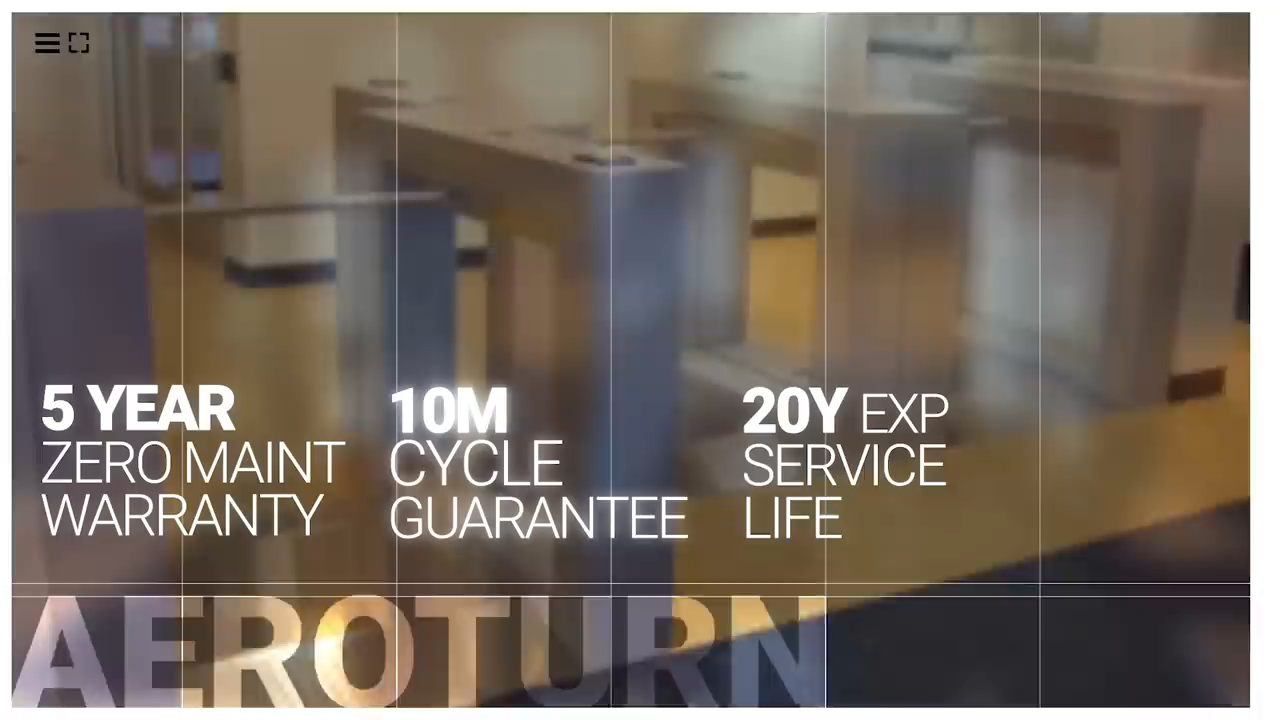 5 YEAR
ZERO MAINT
WARRANTY
10M
CYCLE
GUARANTEE
20Y EXP
SERVICE
LIFE
AEROTURN